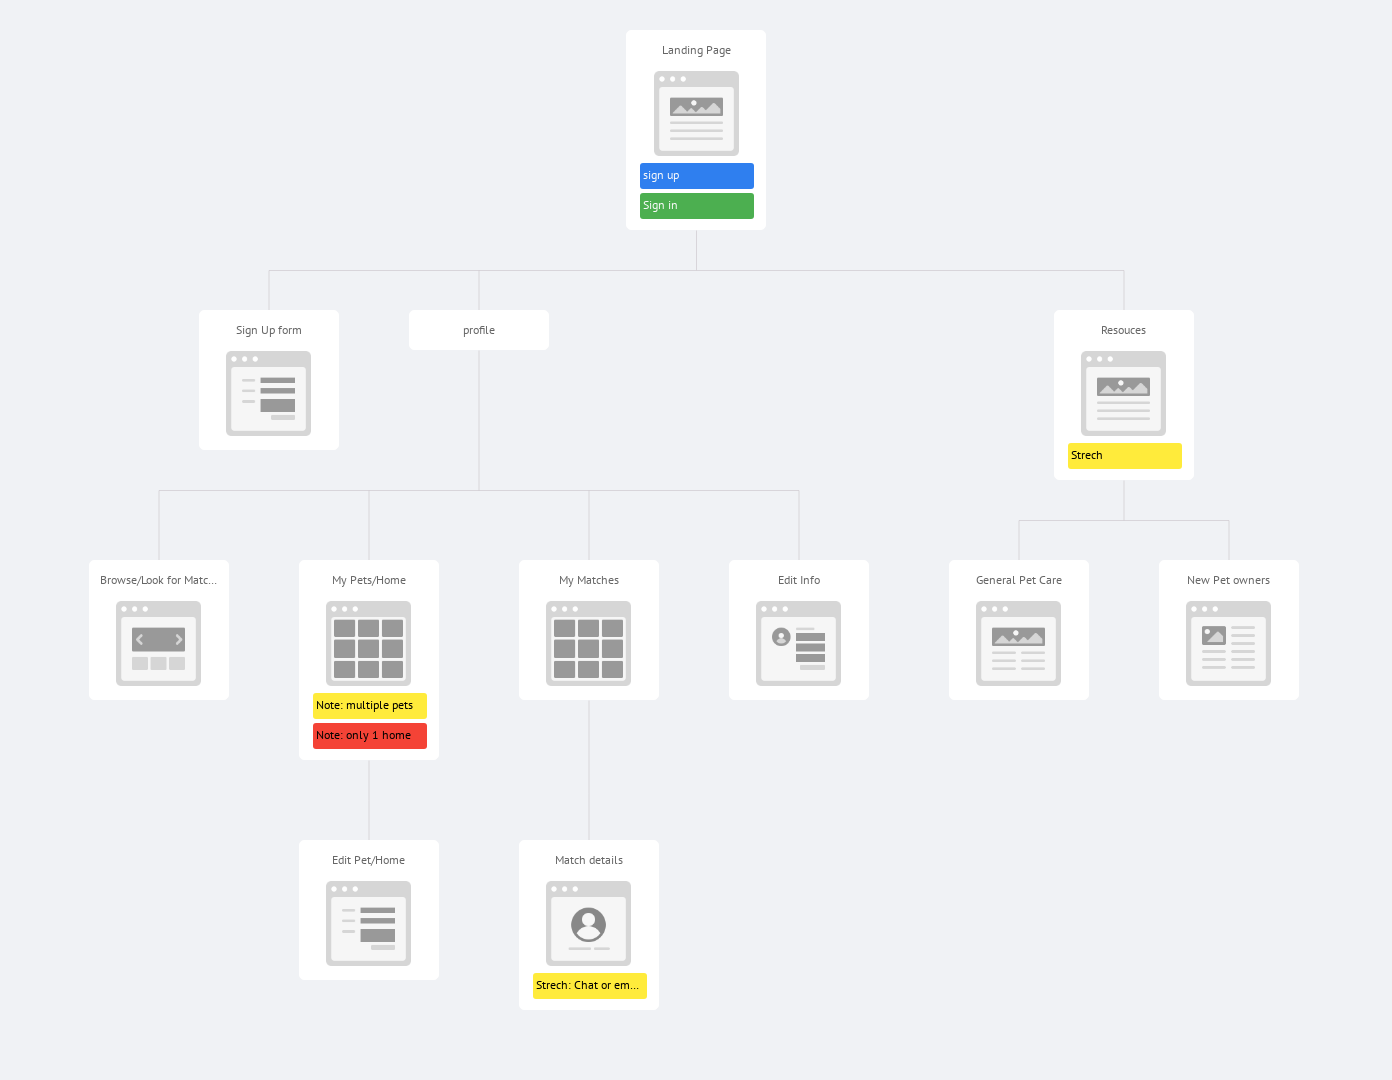 Landing Page
sign up
Sign in
Sign Up form
profile
Resouces
Strech
Browse/Look for Matc...
My Pets/Home
My Matches
Edit Info
General Pet Care
New Pet owners
Note: multiple pets
Note: only 1 home
Edit Pet/Home
Match details
Strech: Chat or em...